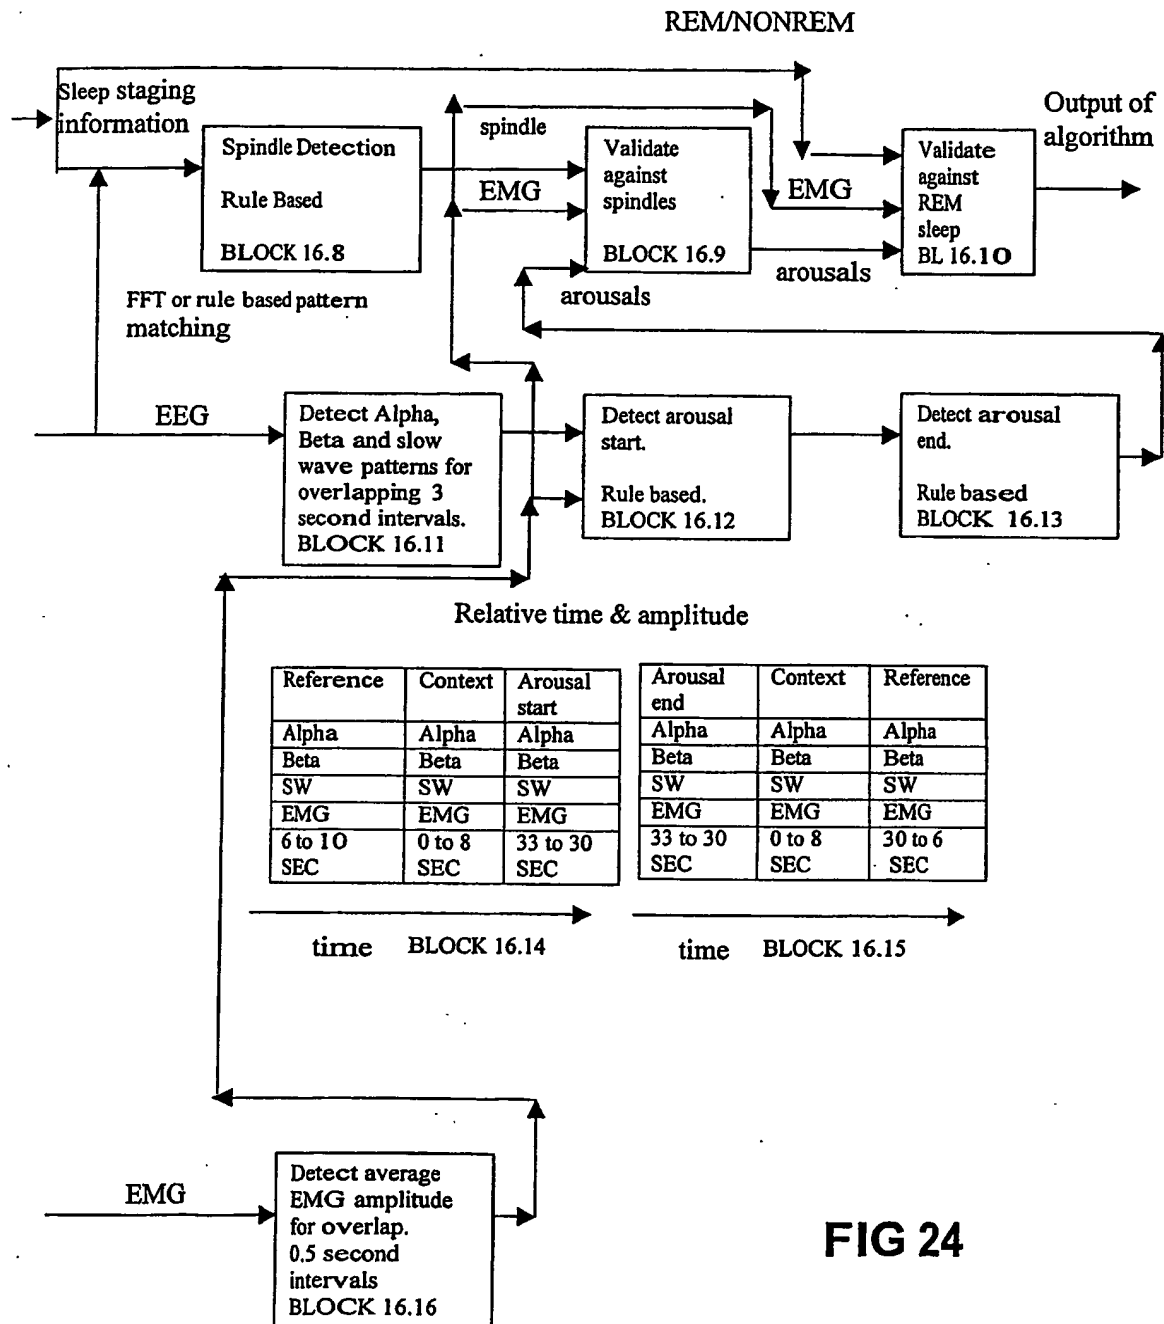 REM/NONREM
Sleep staging
information
Output of
algorithm
Spindle Detection
Rule Based
BLOCK 16.8
spindle
EMG
Validate
against
spindles
BLOCK 16.9
EMG
Validate
against
REM
sleep
BL 16.10
arousals
arousals
FFT or rule based pattern
matching
EEG
Detect Alpha,
Beta and slow
wave patterns for
overlapping 3
second intervals.
BLOCK 16.11
Detect arousal
start.
Rule based.
BLOCK 16.12
Detect arousal
end.
Rule based
BLOCK 16.13
Relative time & amplitude
Reference Context Arousal
start
Alpha Alpha Alpha
Beta Beta Beta
SW SW SW
EMG EMG EMG
6 to 10 0 to 8 33 to 30
SEC SEC SEC
Arousal Context Reference
end
Alpha Alpha Alpha
Beta Beta Beta
SW SW SW
EMG EMG EMG
33 to 30 0 to 8 30 to 6
SEC SEC SEC
time BLOCK 16.14
time BLOCK 16.15
EMG
Detect average
EMG amplitude
for overlap.
0.5 second
intervals
BLOCK 16.16
FIG 24